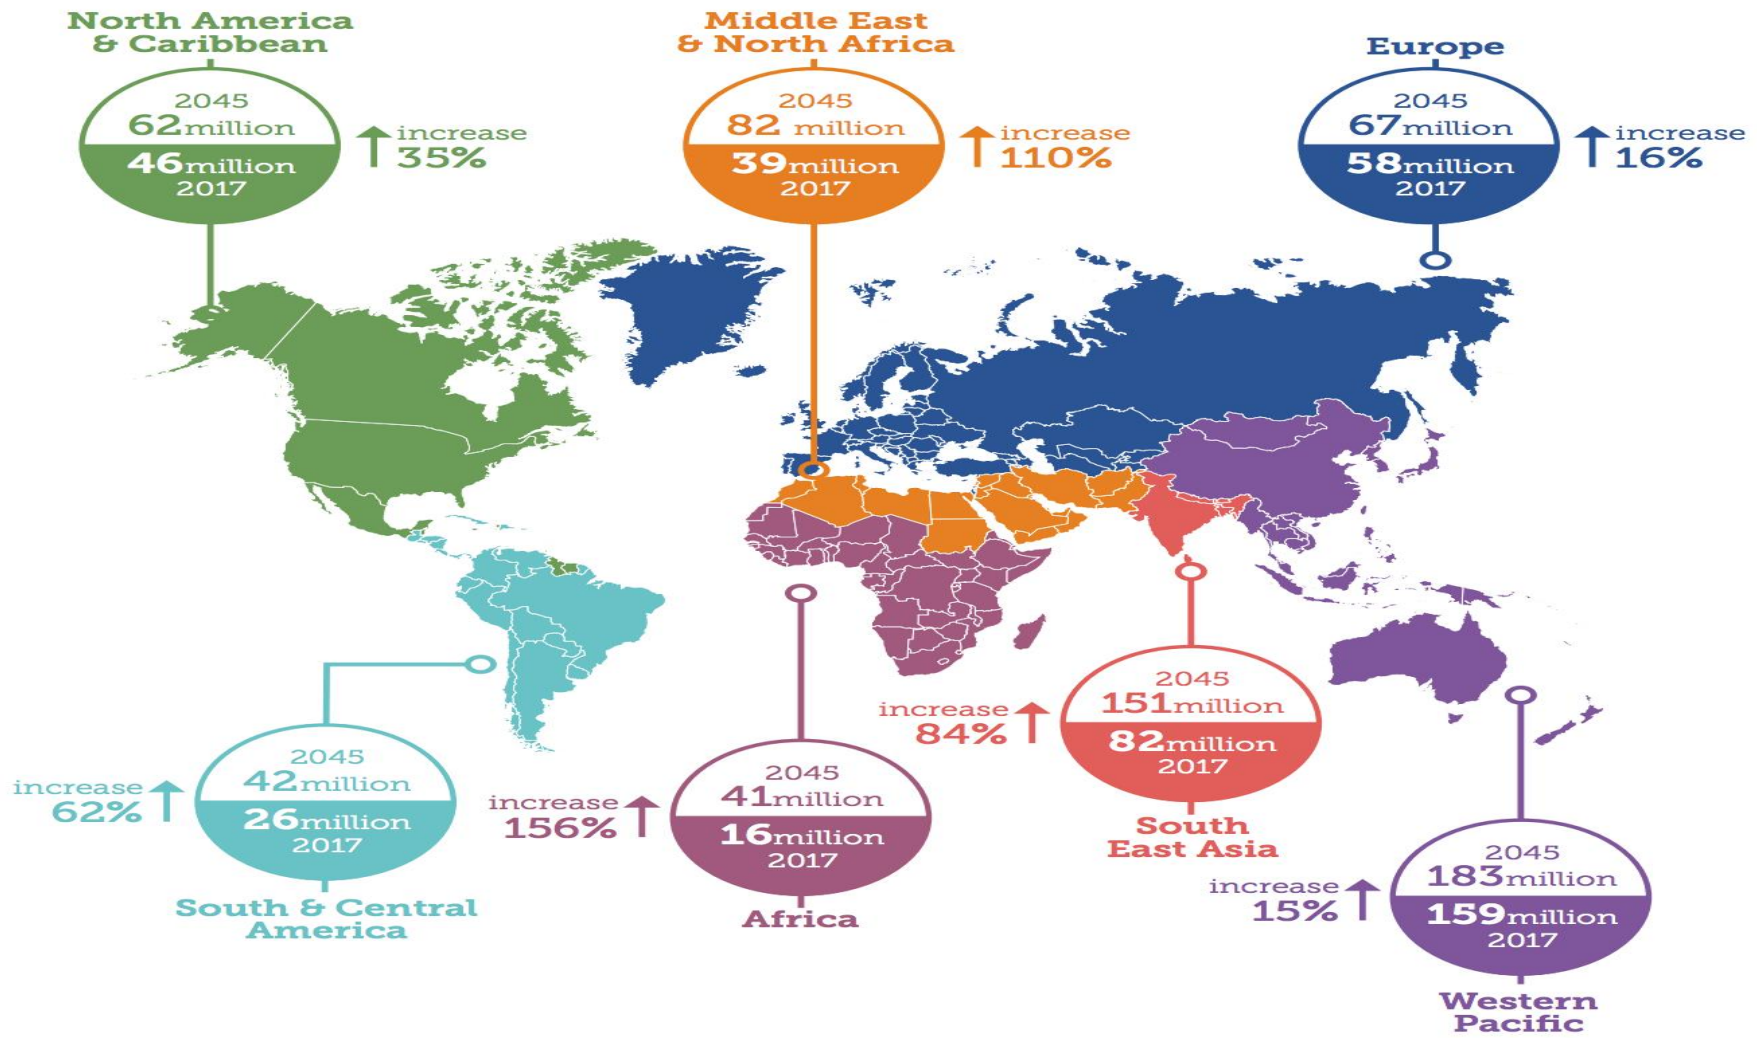 North America
& Caribbean
2045
62million
46million
2017
increase
35%
Middle East
& North Africa
2045
82 million
39million
2017
increase
110%
Europe
2045
67million
58million
2017
increase
16%
increase
62%
2045
42million
26million
2017
South & Central
America
increase
156%
2045
41million
16million
2017
Africa
increase
84%
2045
151million
82million
2017
South
East Asia
increase
15%
2045
183million
159million
2017
Western
Pacific